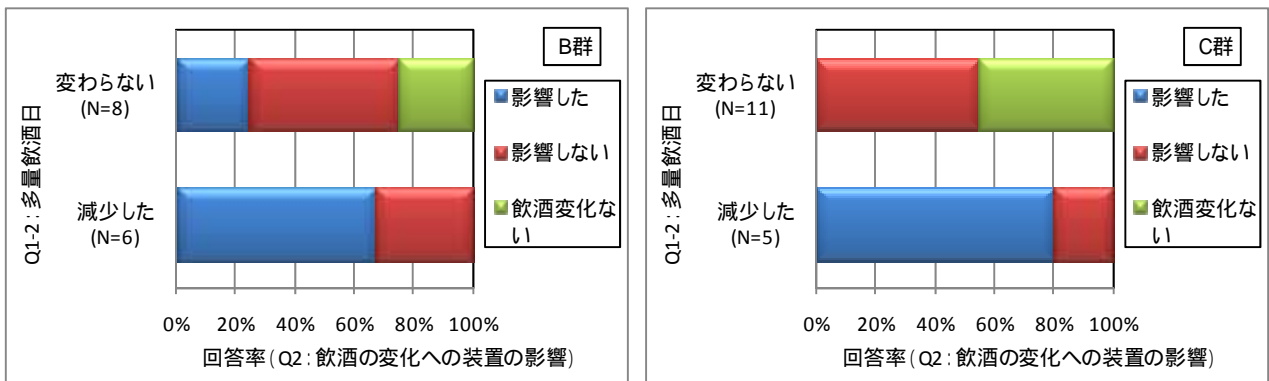 B群
Q1-2：多量飲酒日
変わらない
(N=8)
減少した
(N=6)
影響した
影響しない
飲酒変化な
い
0% 20% 40% 60% 80% 100%
回答率（Q2：飲酒の変化への装置の影響）
C群
Q1-2：多量飲酒日
変わらない
(N=11)
減少した
(N=5)
影響した
影響しない
飲酒変化な
い
0% 20% 40% 60% 80% 100%
回答率（Q2：飲酒の変化への装置の影響）